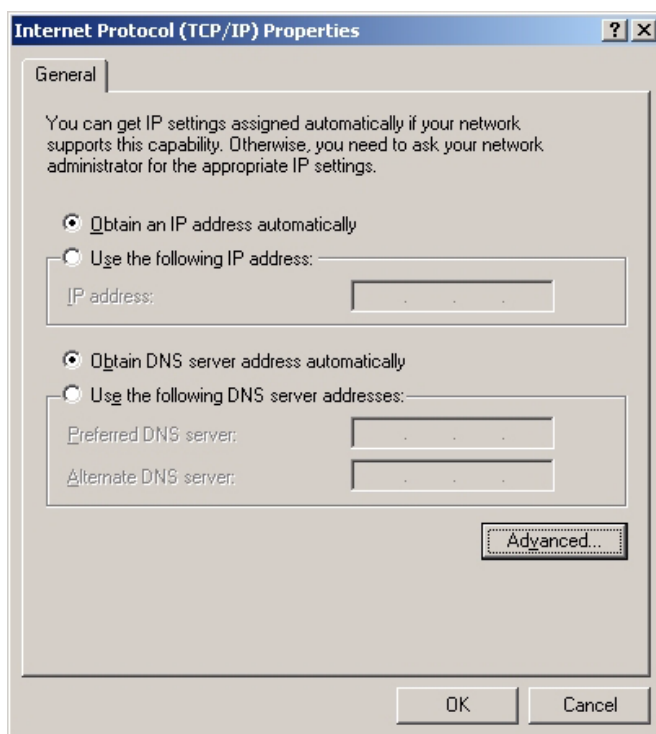 Internet Protocol (TCP/IP) Properties
General
You can get IP settings assigned automatically if your network
supports this capability. Otherwise, you need to ask your network
administrator for the appropriate IP settings.
Obtain an IP address automatically
Use the following IP address:
IP address:
Obtain DNS server address automatically
Use the following DNS server addresses:
Preferred DNS server:
Alternate DNS server:
Advanced...
OK Cancel